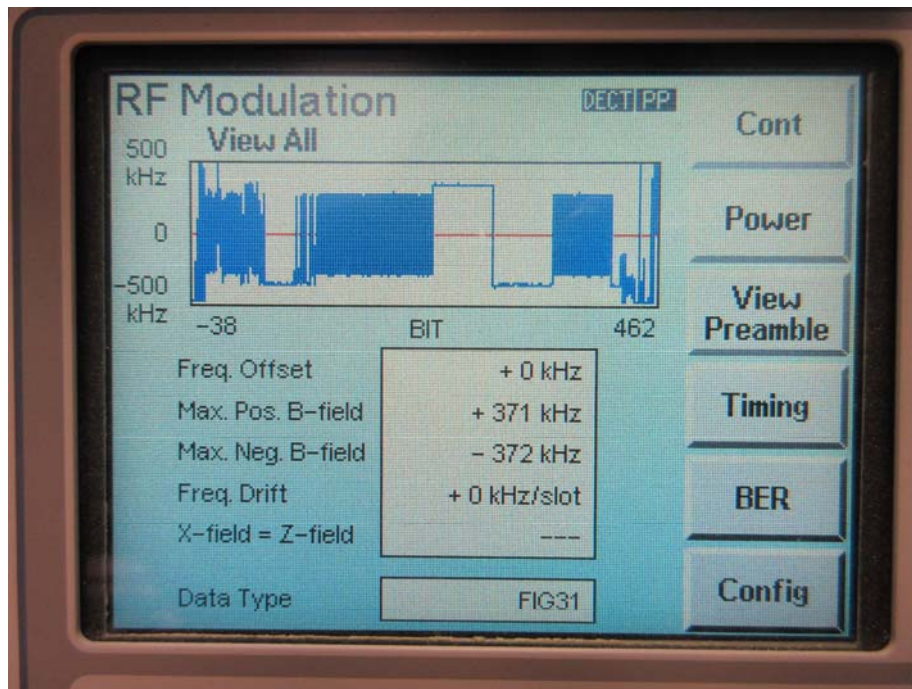 RF Modulation DECT PP
View All
500
kHz
0
-500
kHz
-38 BIT 462
Freq. Offset + 0 kHz
Max. Pos. B-field + 371 kHz
Max. Neg. B-field - 372 kHz
Freq. Drift + 0 kHz/slot
X-field = Z-field ---
Data Type FIG31
Cont
Power
View
Preamble
Timing
BER
Config